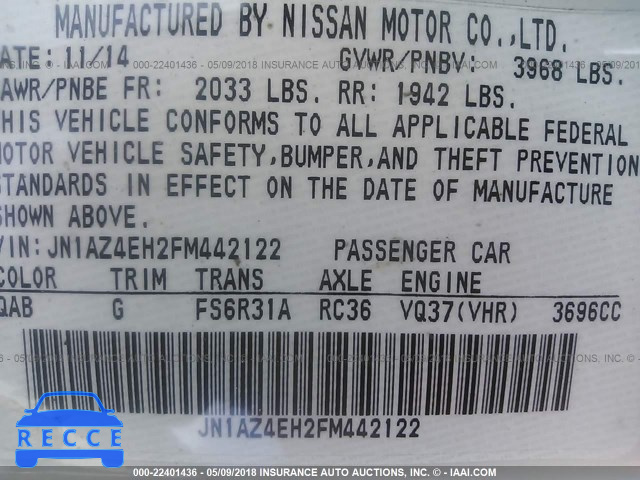 MANUFACTURED BY NISSAN MOTOR CO.,LTD.
ATE: 11/14 GVWR/PNBV: 3968 LBS.
AWR/PNBE FR: 2033 LBS. RR: 1942 LBS.
HIS VEHICLE CONFORMS TO ALL APPLICABLE FEDERAL
MOTOR VEHICLE SAFETY,BUMPER,AND THEFT PREVENTION
STANDARDS IN EFFECT ON THE DATE OF MANUFACTURE
SHOWN ABOVE.
VIN: JN1AZ4EH2FM442122 PASSENGER CAR
COLOR TRIM TRANS AXLE ENGINE
QAB G FS6R31A RC36 VQ37(VHR) 3696CC
JN1AZ4EH2FM442122
RECCE
000-22401436 - 05/09/2018 INSURANCE AUTO AUCTIONS, INC. - © IAAI.COM